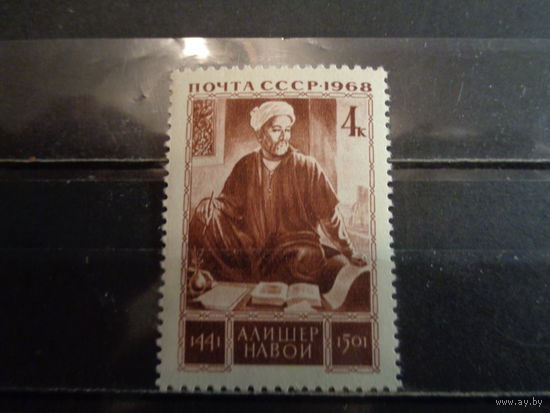 ПОЧТА СССР·1968
4к
1441 АЛИШЕР НАВОИ 1501
www.ay.by